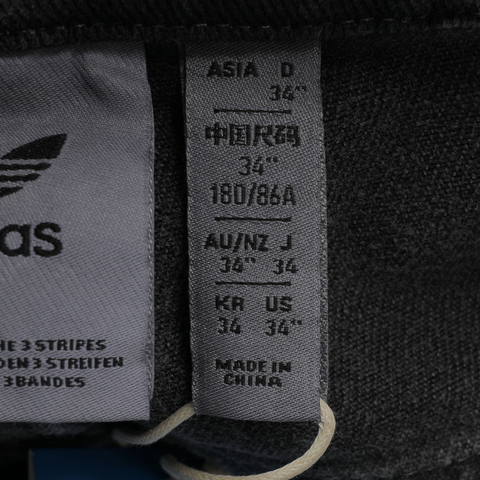 as
HE 3 STRIPES
DEN 3 STREIFEN
3 BANDES
ASIA D
34"
中国尺码
34"
180/86A
AU/NZ J
34" 34
KR US
34 34"
MADE IN
CHINA